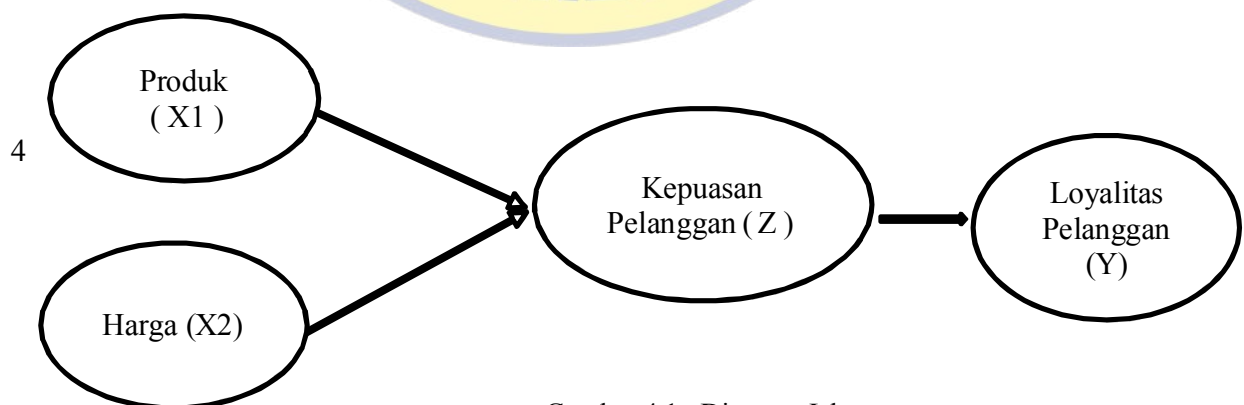 Produk
( X1 )
4
Kepuasan
Pelanggan ( Z )
Loyalitas
Pelanggan
(Y)
Harga (X2)